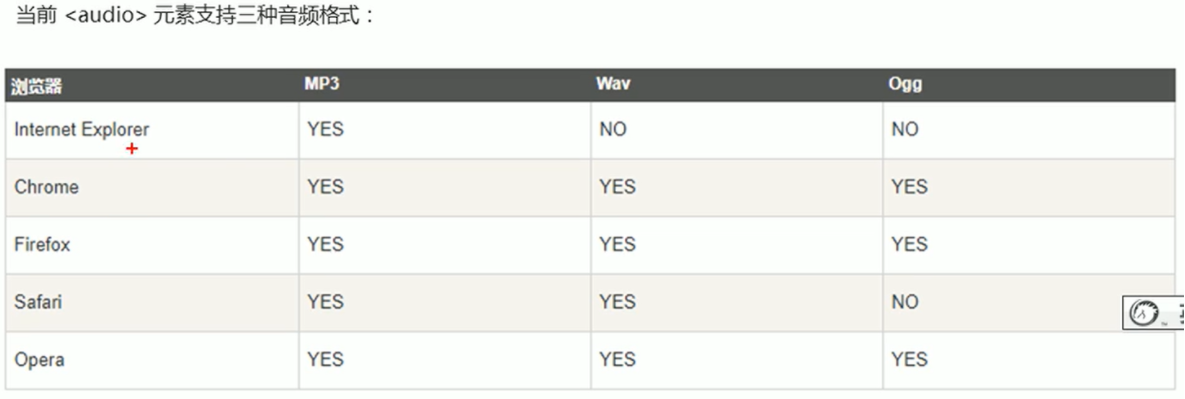 当前 <audio> 元素支持三种音频格式：
浏览器 MP3 Wav Ogg
Internet Explorer YES NO NO
Chrome YES YES YES
Firefox YES YES YES
Safari YES YES NO
Opera YES YES YES